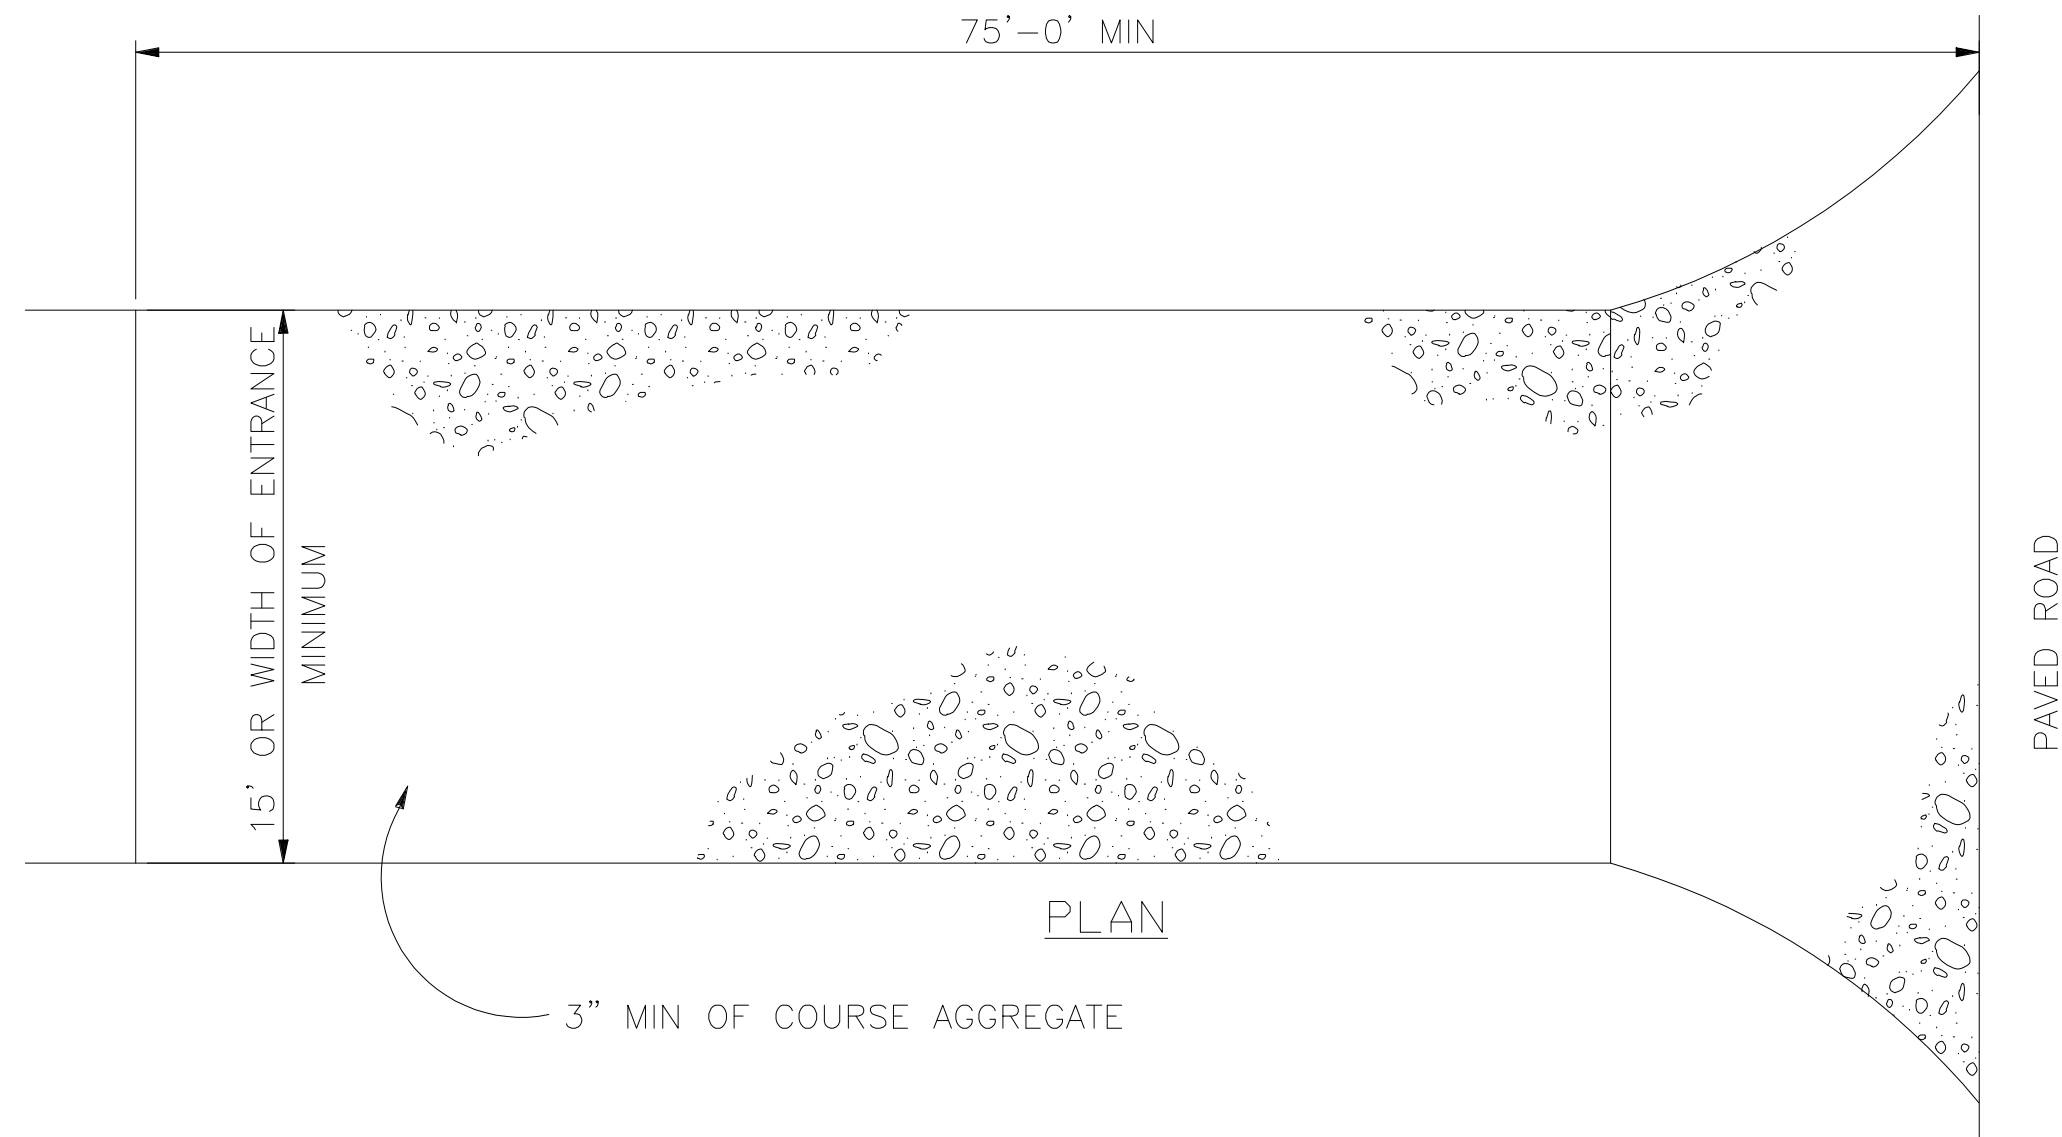 75'-0' MIN
15' OR WIDTH OF ENTRANCE
MINIMUM
PAVED ROAD
PLAN
3" MIN OF COURSE AGGREGATE